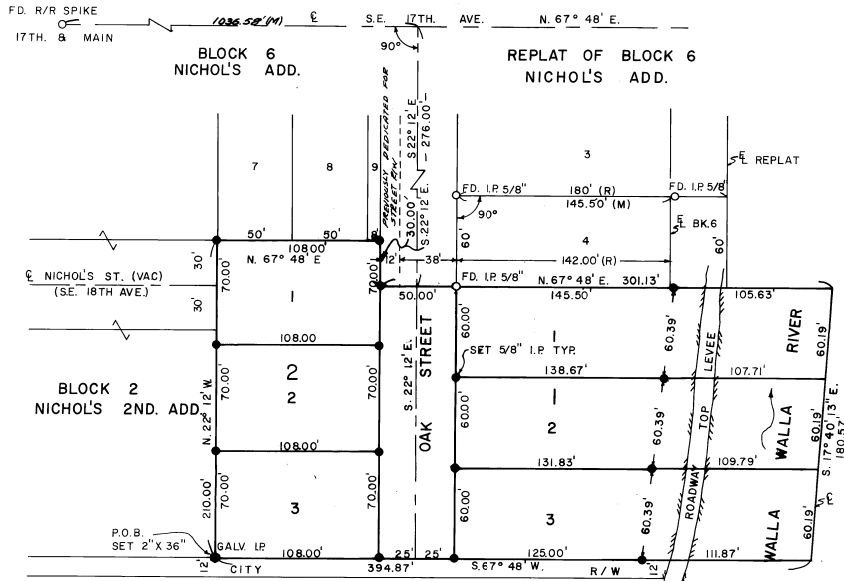 FD. R/R SPIKE
17TH. & MAIN
1036.58' (M)
℄ S.E. 17TH. AVE. N. 67° 48' E.
90°
BLOCK 6
NICHOL'S ADD.
REPLAT OF BLOCK 6
NICHOL'S ADD.
PREVIOUSLY DEDICATED FOR
STREET R/W
S. 22° 12' E.
276.00'
7
8
9
3
℄ REPLAT
FD. I.P. 5/8"
180' (R)
145.50' (M)
FD. I.P. 5/8"
90°
℄ BK.6
30.00'
S. 22° 12' E.
60'
4
60'
50'
50'
8'
108.00'
N. 67° 48' E
12'
38'
142.00' (R)
30'
℄ NICHOL'S ST. (VAC)
(S.E. 18TH AVE.)
30'
70.00'
1
70.00'
FD. I.P. 5/8"
N. 67° 48' E. 301.13'
50.00'
145.50'
105.63'
60.00'
1
60.39'
LEVEE
RIVER
60.19'
SET 5/8" I.P. TYP.
108.00
138.67'
107.71'
BLOCK 2
NICHOL'S 2ND. ADD.
N. 22° 12' W.
70.00'
2
2
70.00'
S. 22° 12' E.
OAK STREET
60.00'
1
2
60.39'
TOP
WALLA
60.19'
S. 17° 40' 13" E.
180.57'
108.00'
131.83'
109.79'
210.00'
70.00'
3
70.00'
60.00'
3
60.39'
ROADWAY
WALLA
60.19'
℄
P.O.B.
SET 2" X 36"
GALV. I.P.
108.00'
25'
25'
125.00'
111.87'
12'
CITY
394.87'
S. 67° 48' W.
R / W
12'